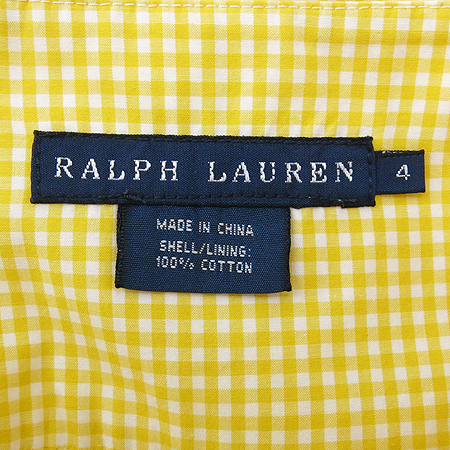 RALPH LAUREN 4
MADE IN CHINA
SHELL/LINING:
100% COTTON